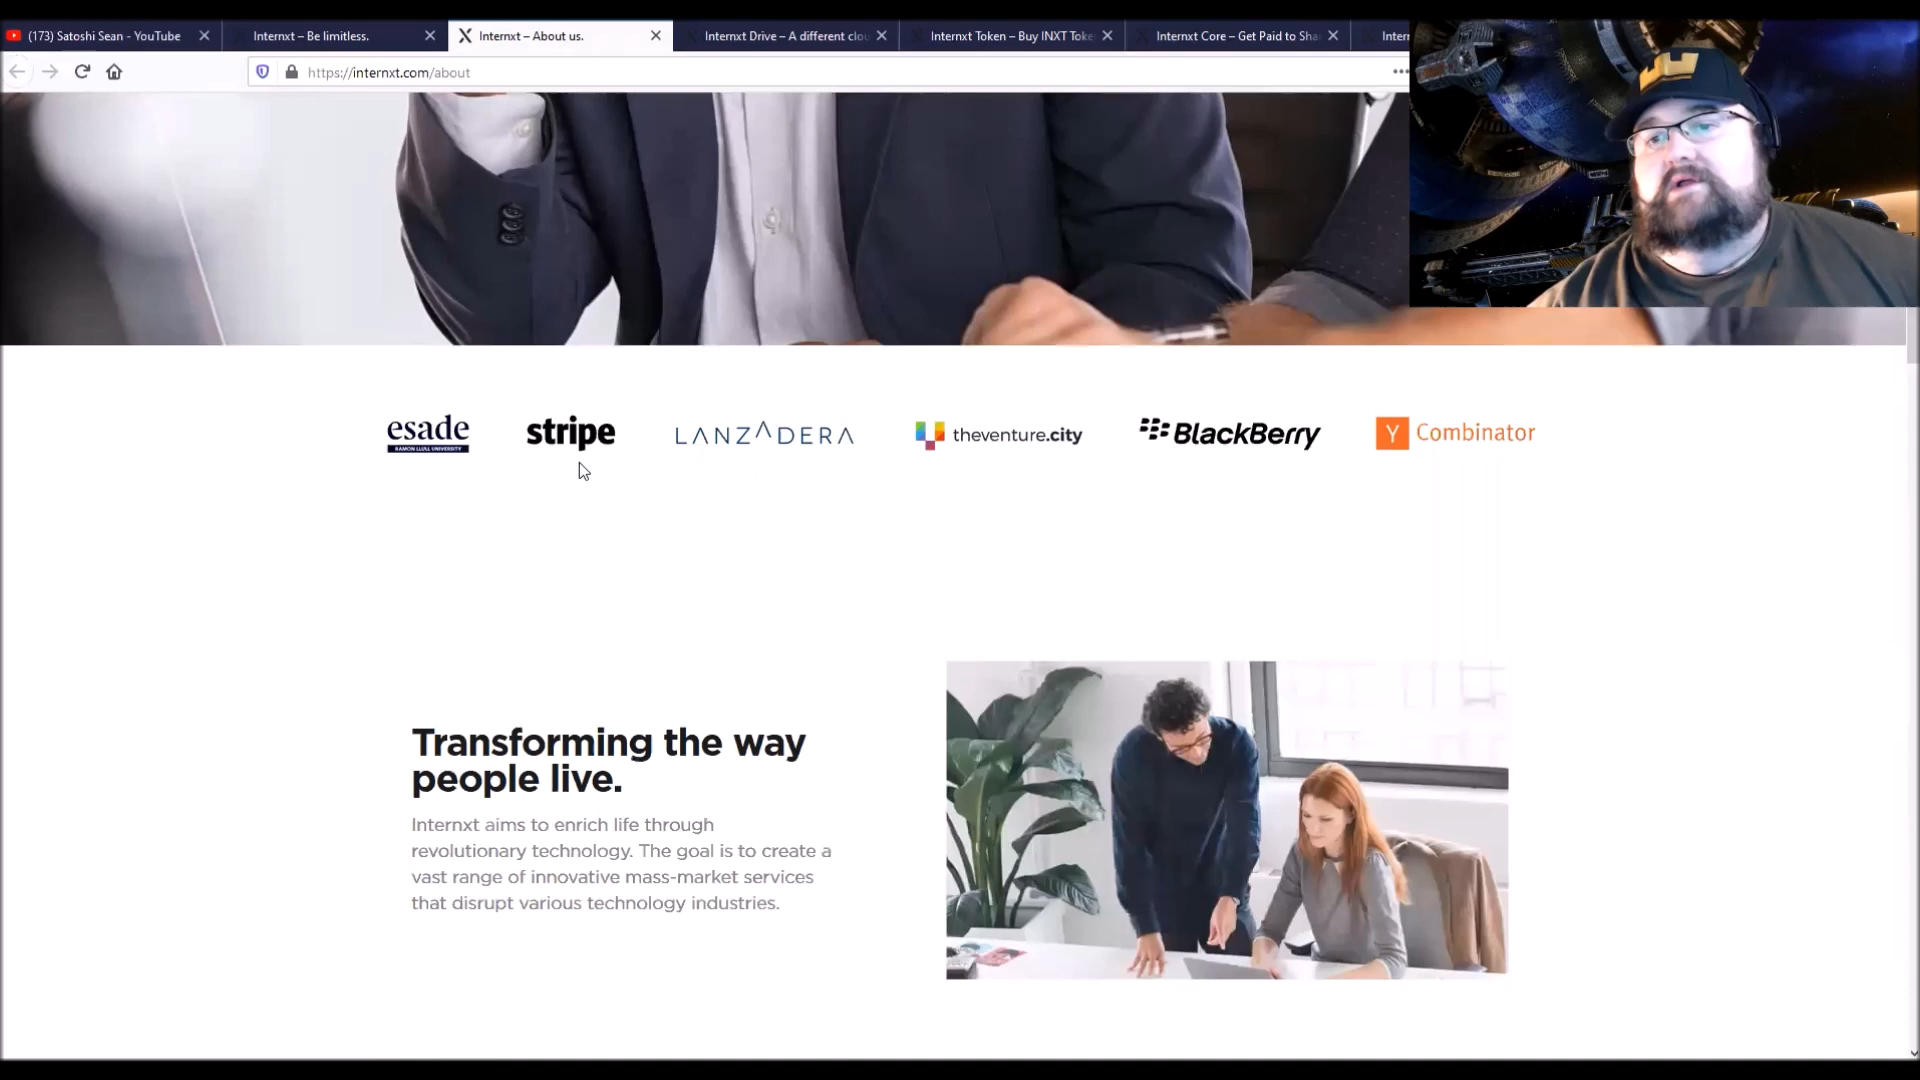 (173) Satoshi Sean - YouTube
Internxt – Be limitless.
Internxt – About us.
Internxt Drive – A different clou
Internxt Token – Buy INXT Toke
Internxt Core – Get Paid to Sha
Intern
https://internxt.com/about
esade
RAMON LLULL UNIVERSITY
stripe
LANZADERA
theventure.city
BlackBerry
Y Combinator
Transforming the way
people live.
Internxt aims to enrich life through
revolutionary technology. The goal is to create a
vast range of innovative mass-market services
that disrupt various technology industries.